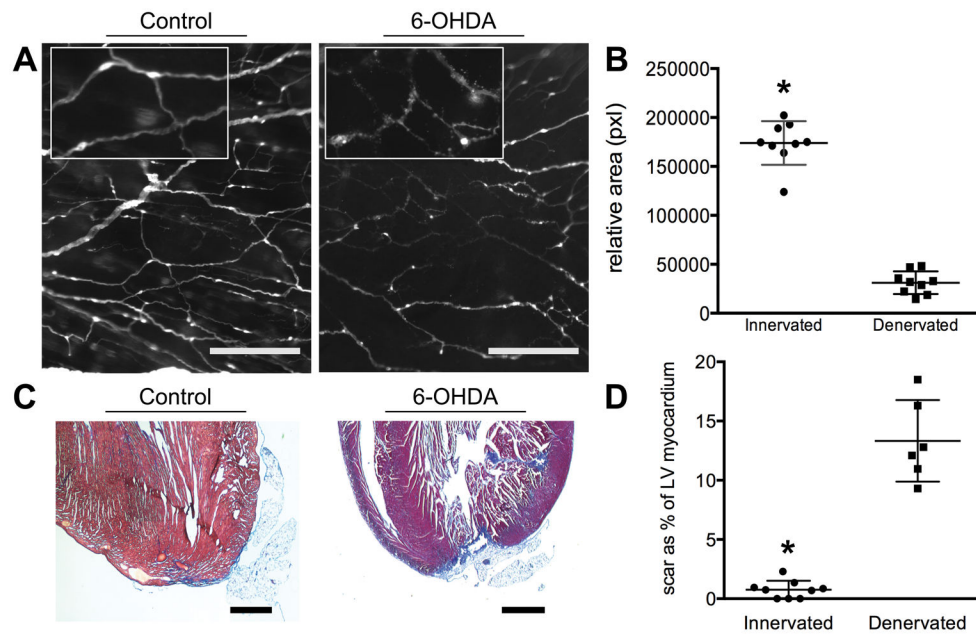 Control
6-OHDA
A
B
250000
200000
150000
100000
50000
0
relative area (pxl)
*
Innervated
Denervated
Control
6-OHDA
C
D
20
15
10
5
0
scar as % of LV myocardium
*
Innervated
Denervated